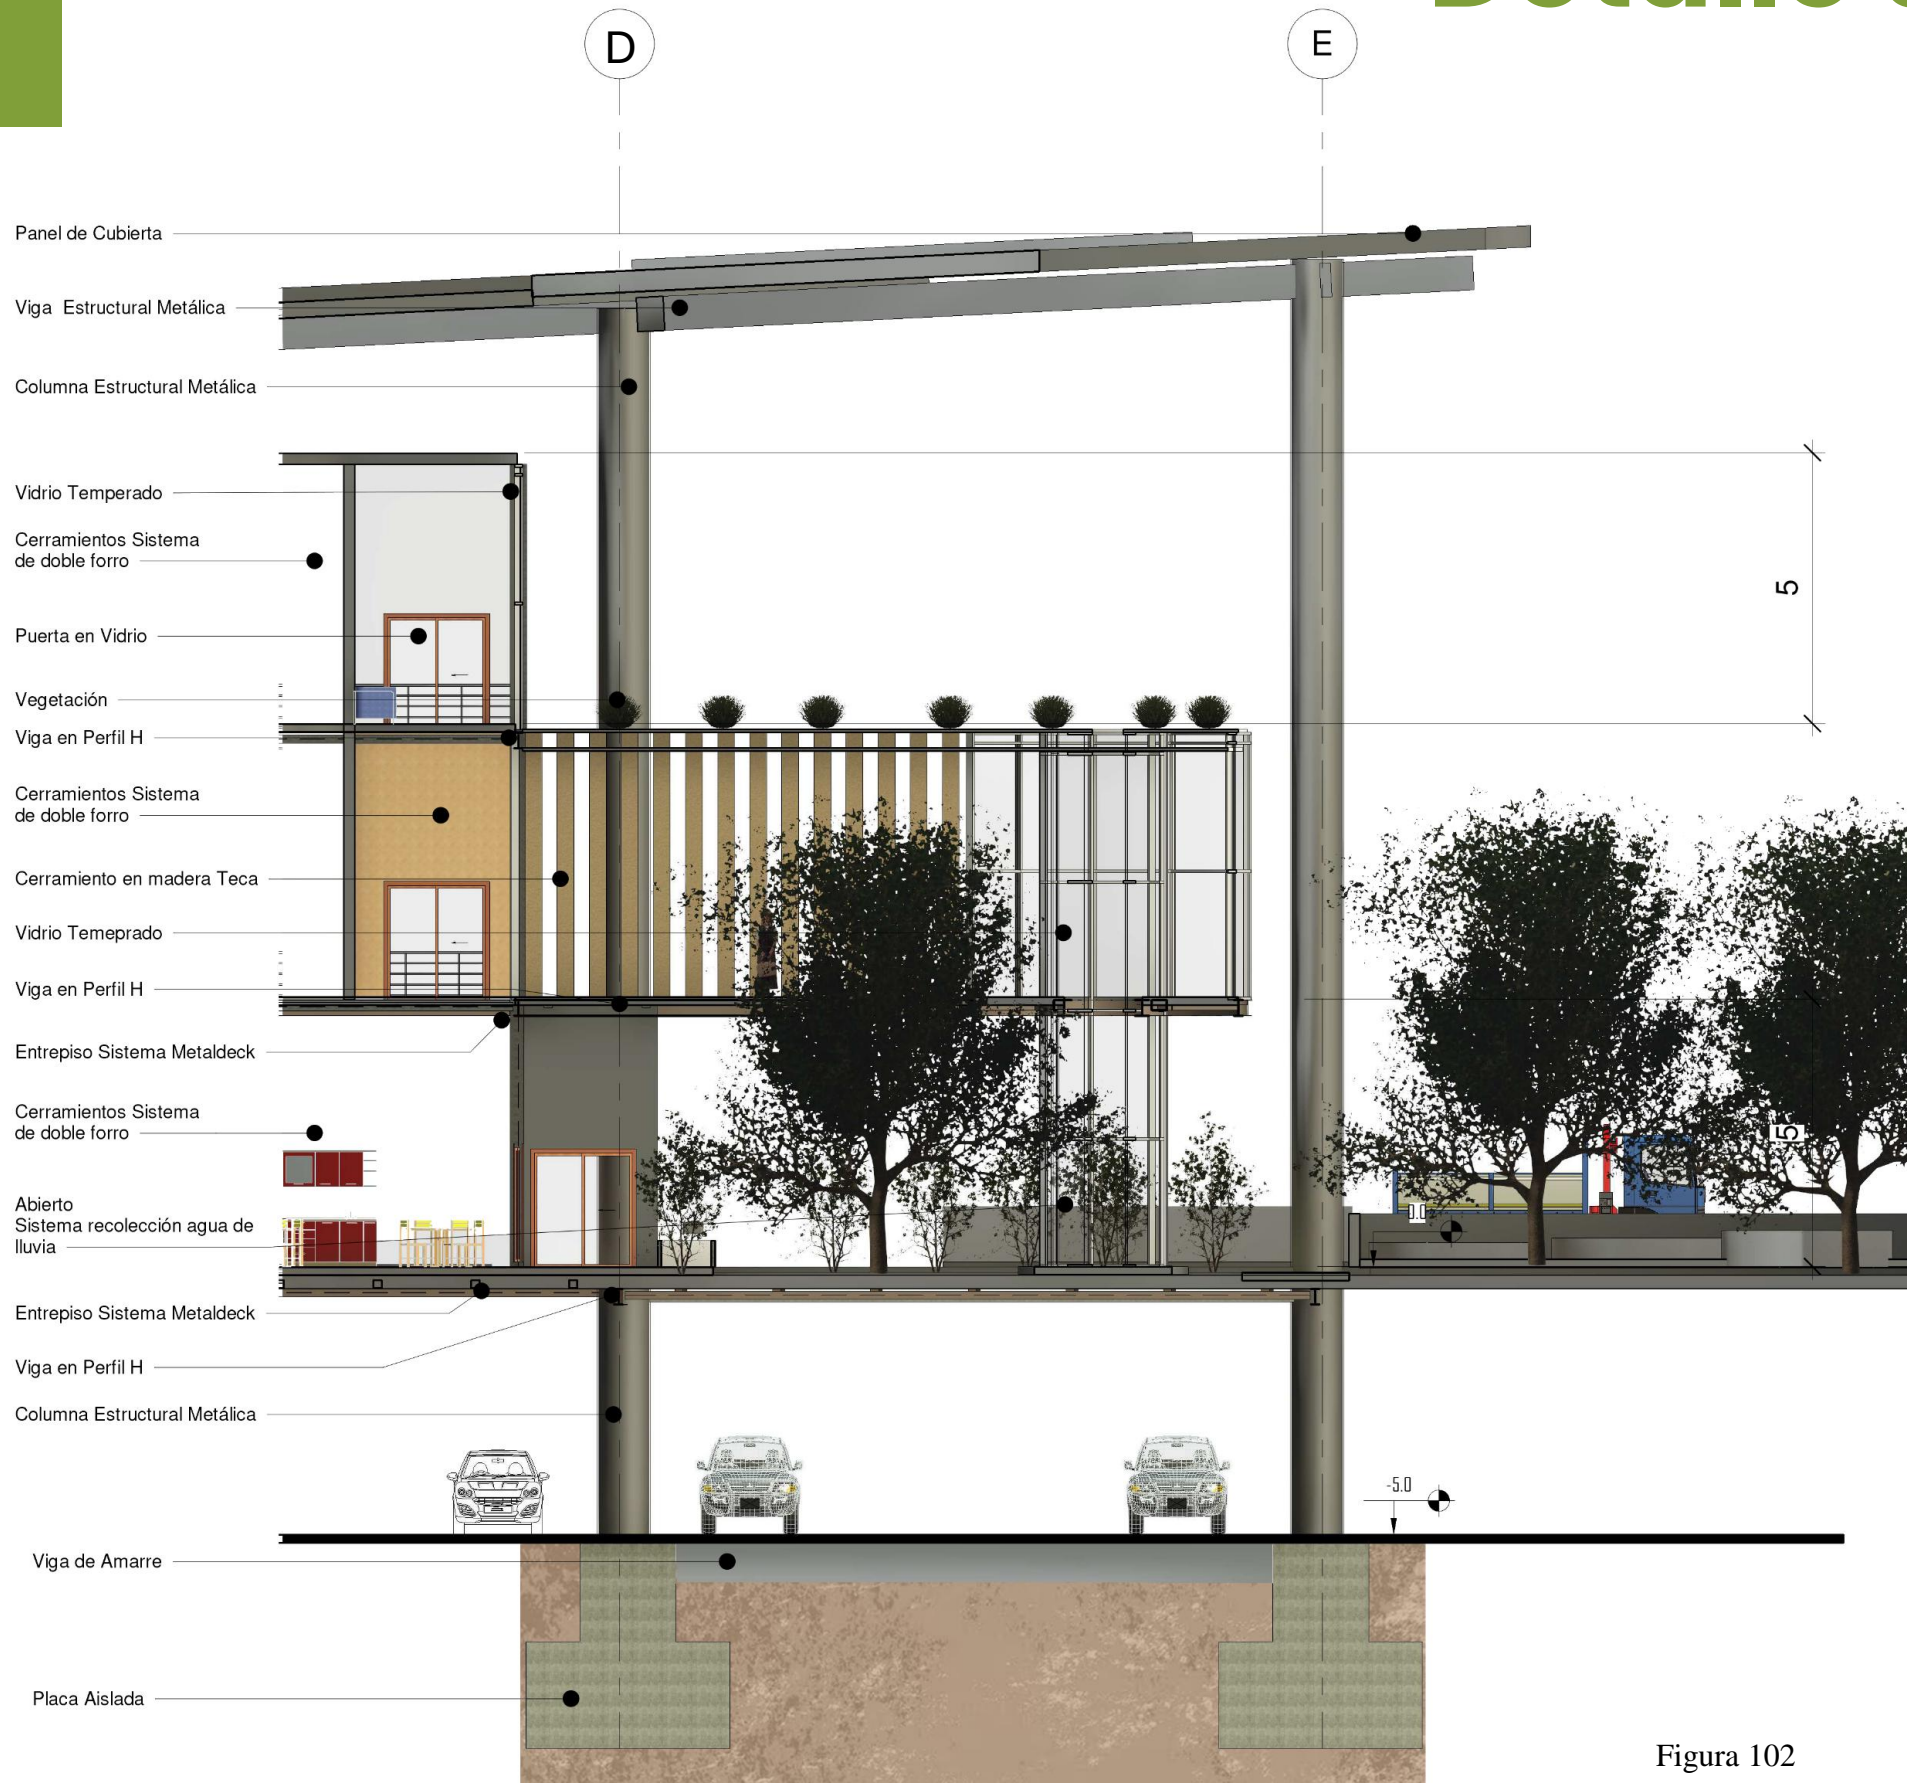 D
E
Panel de Cubierta
Viga Estructural Metálica
Columna Estructural Metálica
Vidrio Temperado
Cerramientos Sistema
de doble forro
5
Puerta en Vidrio
Vegetación
Viga en Perfil H
Cerramientos Sistema
de doble forro
Cerramiento en madera Teca
Vidrio Temeprado
Viga en Perfil H
Entrepiso Sistema Metaldeck
Cerramientos Sistema
de doble forro
5
Abierto
Sistema recolección agua de
lluvia
0.0
Entrepiso Sistema Metaldeck
Viga en Perfil H
Columna Estructural Metálica
-5.0
Viga de Amarre
Placa Aislada
Figura 102